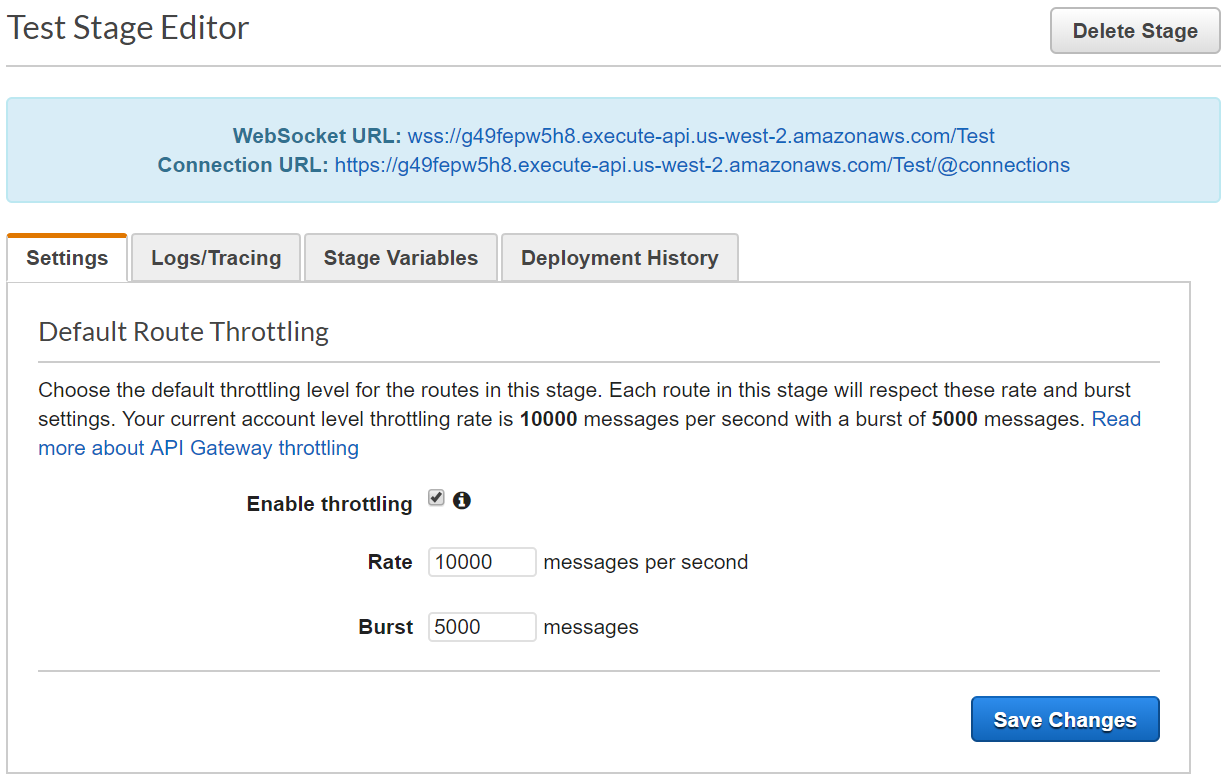 Test Stage Editor
Delete Stage
WebSocket URL: wss://g49fepw5h8.execute-api.us-west-2.amazonaws.com/Test
Connection URL: https://g49fepw5h8.execute-api.us-west-2.amazonaws.com/Test/@connections
Settings
Logs/Tracing
Stage Variables
Deployment History
Default Route Throttling
Choose the default throttling level for the routes in this stage. Each route in this stage will respect these rate and burst
settings. Your current account level throttling rate is 10000 messages per second with a burst of 5000 messages. Read
more about API Gateway throttling
Enable throttling
Rate 10000 messages per second
Burst 5000 messages
Save Changes